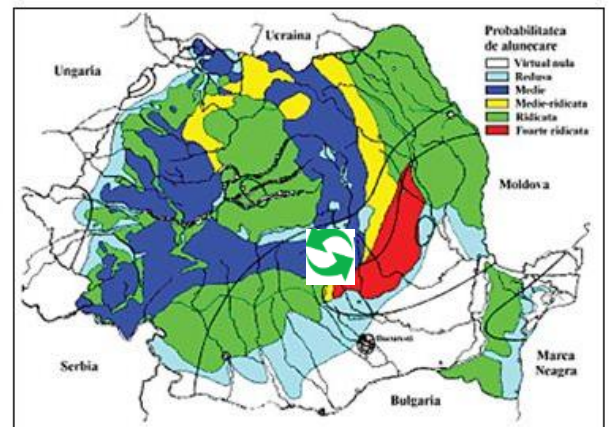 Ucraina
Ungaria
Probabilitatea
de alunecare
Virtual nula
Redusa
Medie
Medie-ridicata
Ridicata
Foarte ridicata
Moldova
Bucuresti
Serbia
Marea
Neagra
Bulgaria